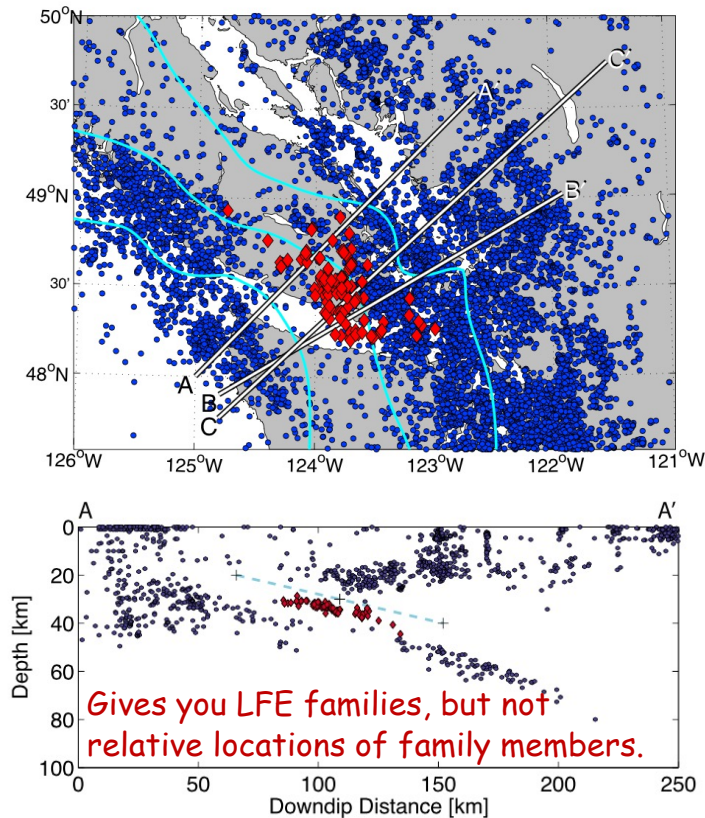 50°N
A'
C'
30'
49°N
B'
30'
48°N
A
B
C
126°W 125°W 124°W 123°W 122°W 121°W
A A’
0
20
40
60
80
100
Depth [km]
Gives you LFE families, but not
relative locations of family members.
0 50 100 150 200 250
Downdip Distance [km]